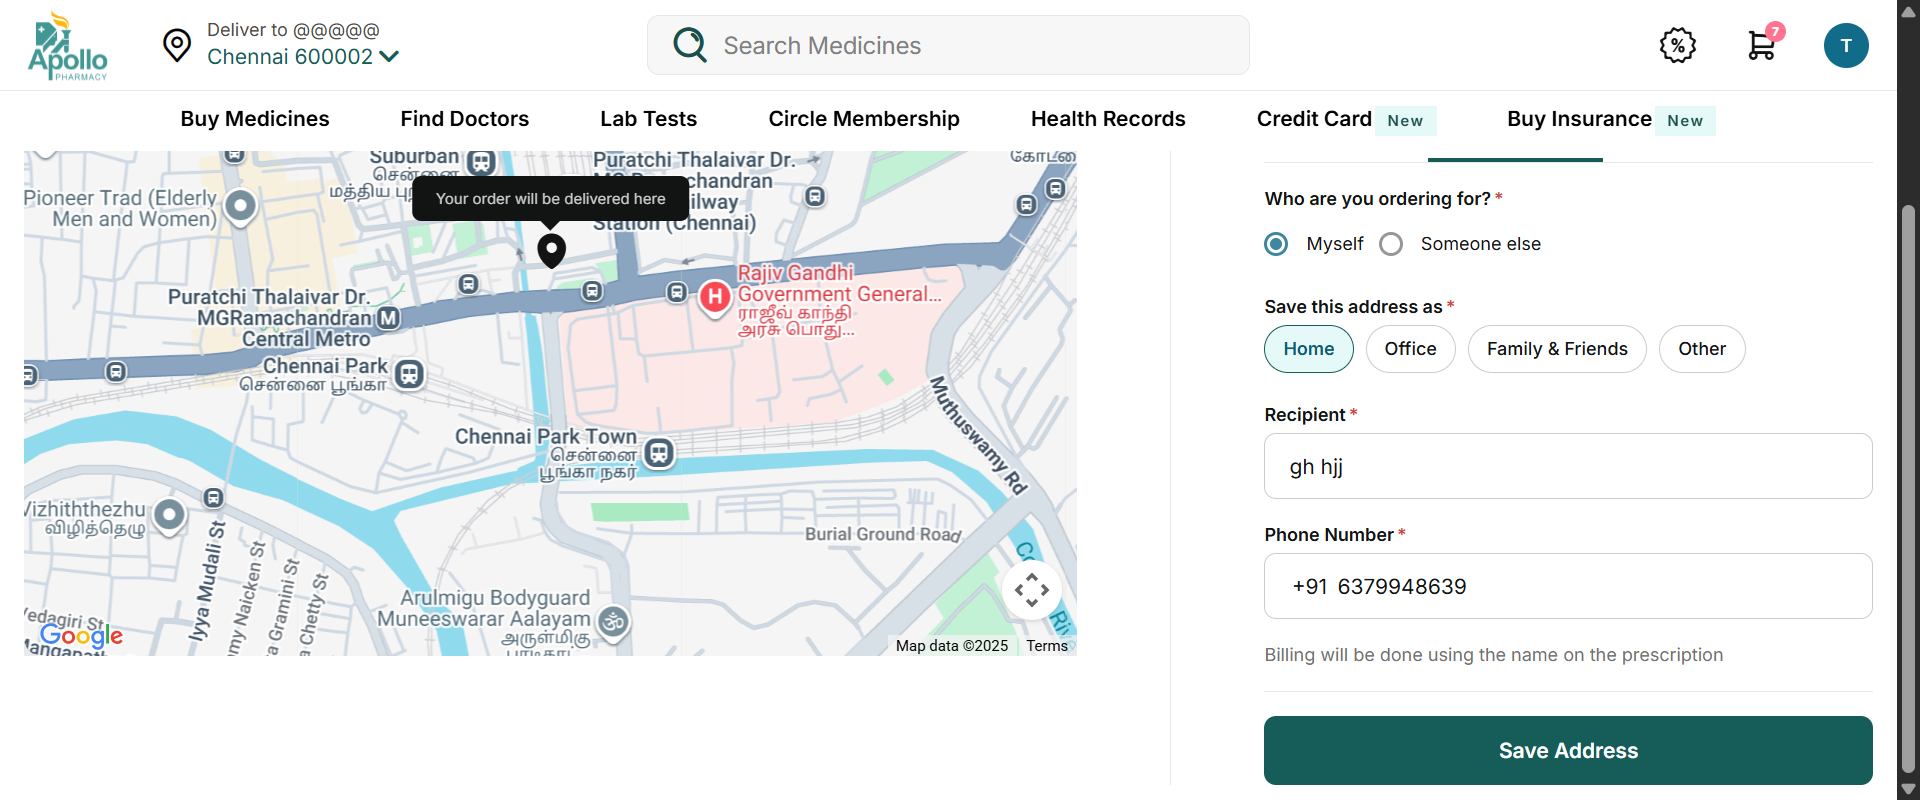 Apollo
PHARMACY
Deliver to @@@@@
Chennai 600002
Search Medicines
7
T
Buy Medicines
Find Doctors
Lab Tests
Circle Membership
Health Records
Credit Card New
Buy Insurance New
Suburban
சென்னை
Puratchi Thalaivar Dr.
Station (Chennai)
Pioneer Trad (Elderly
Men and Women)
Your order will be delivered here
Rajiv Gandhi
Government General...
ராஜீவ் காந்தி
அரசு பொது...
Puratchi Thalaivar Dr.
MGRamachandran
Central Metro
Chennai Park
சென்னை பூங்கா
Muthuswamy Rd
Chennai Park Town
சென்னை
பூங்கா நகர்
Vizhiththezhu
விழித்தெழு
Iyya Mudali St
Burial Ground Road
Arulmigu Bodyguard
Muneeswarar Aalayam
அருள்மிகு
Google
Map data ©2025
Terms
Who are you ordering for? *
Myself
Someone else
Save this address as *
Home
Office
Family & Friends
Other
Recipient *
gh hjj
Phone Number *
+91 6379948639
Billing will be done using the name on the prescription
Save Address